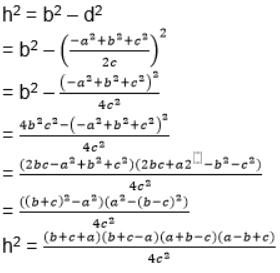 h² = b² – d²
= b² – ((−a²+b²+c²)/2c)²
= b² – (−a²+b²+c²)²/4c²
= (4b²c²−(−a²+b²+c²)²)/4c²
= (2bc−a²+b²+c²)(2bc+a2□−b²−c²)/4c²
= ((b+c)²−a²)(a²−(b−c)²)/4c²
h² = (b+c+a)(b+c−a)(a+b−c)(a−b+c)/4c²